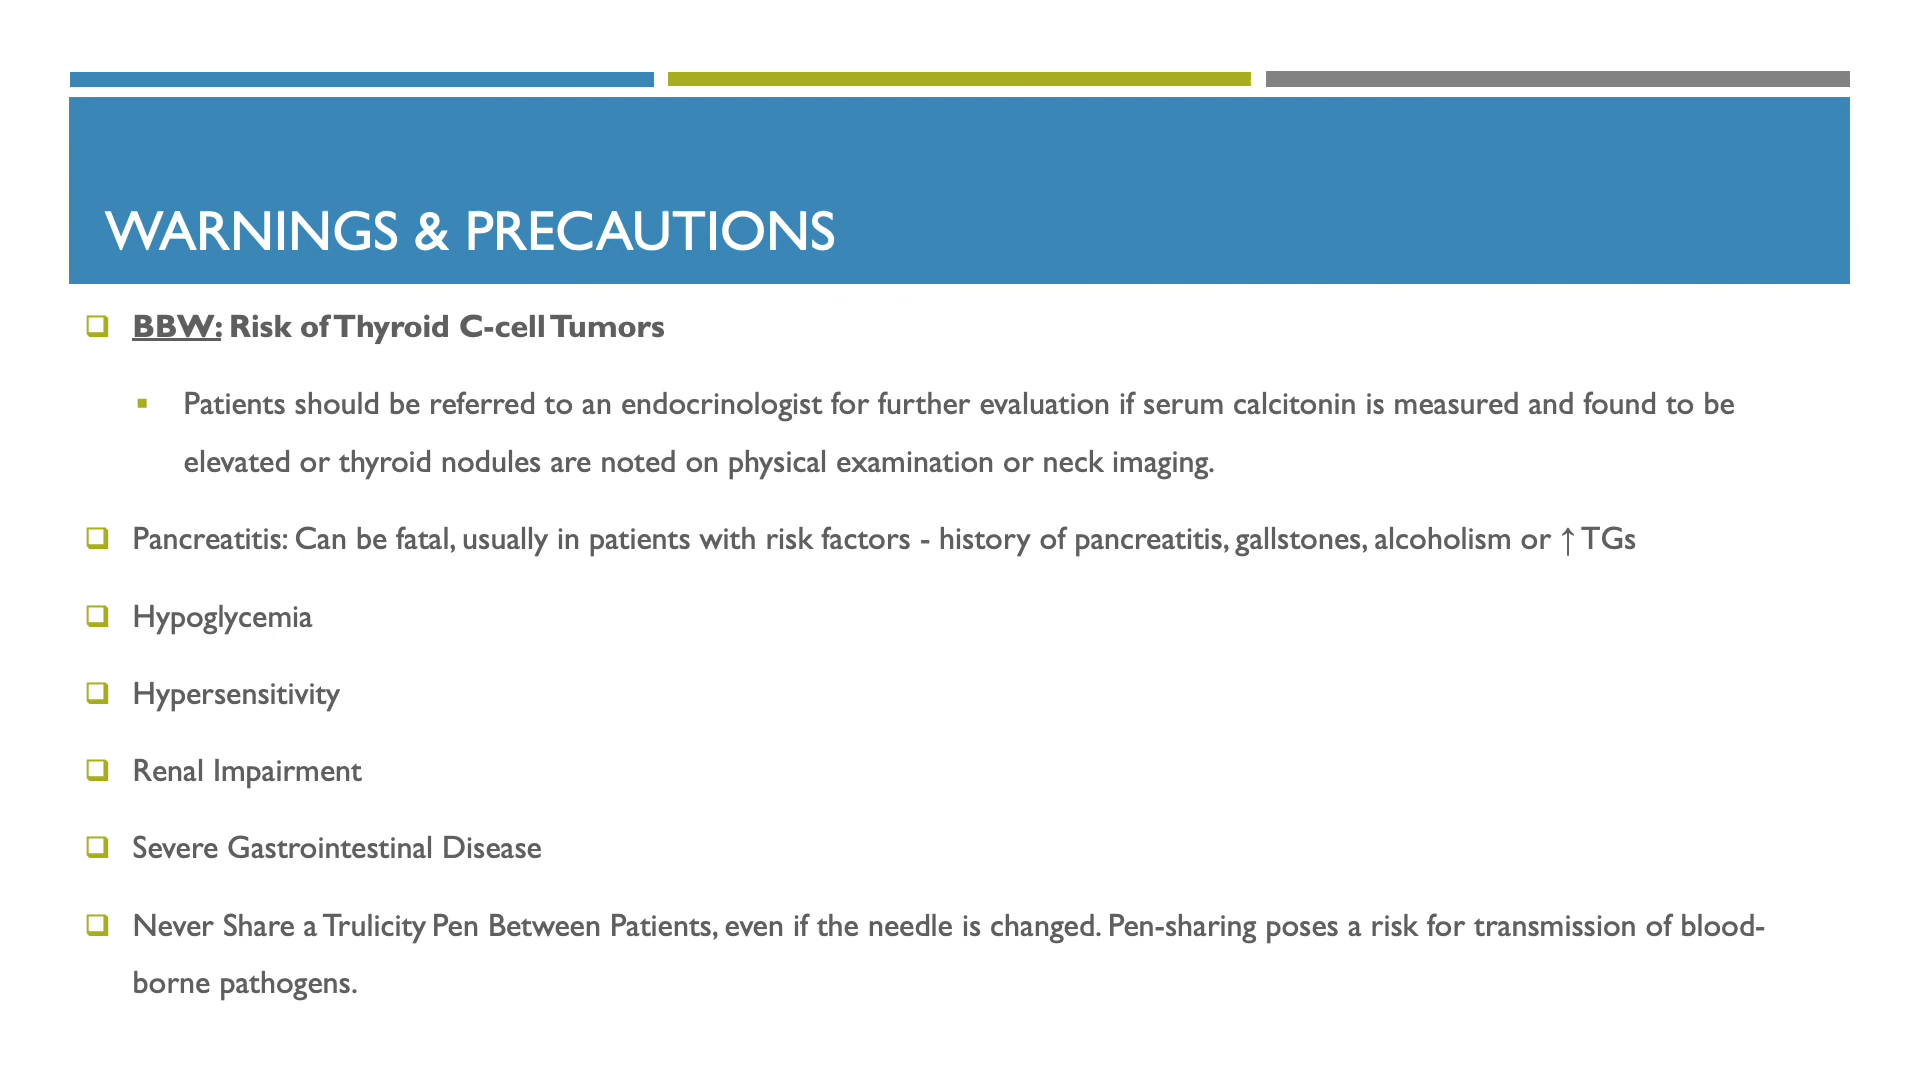 WARNINGS & PRECAUTIONS
BBW: Risk of Thyroid C-cell Tumors
Patients should be referred to an endocrinologist for further evaluation if serum calcitonin is measured and found to be
elevated or thyroid nodules are noted on physical examination or neck imaging.
Pancreatitis: Can be fatal, usually in patients with risk factors - history of pancreatitis, gallstones, alcoholism or ↑ TGs
Hypoglycemia
Hypersensitivity
Renal Impairment
Severe Gastrointestinal Disease
Never Share a Trulicity Pen Between Patients, even if the needle is changed. Pen-sharing poses a risk for transmission of blood-
borne pathogens.